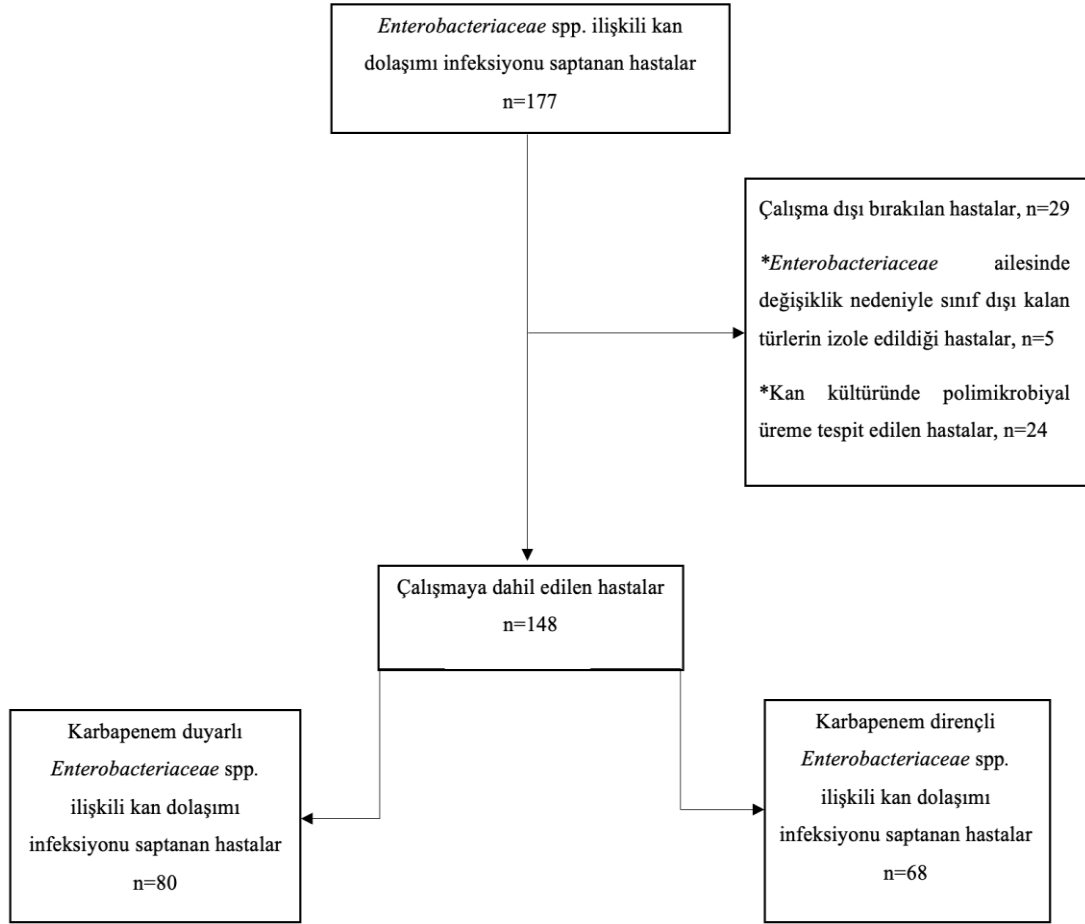 Enterobacteriaceae spp. ilişkili kan
dolaşımı infeksiyonu saptanan hastalar
n=177
Çalışma dışı bırakılan hastalar, n=29
*Enterobacteriaceae ailesinde
değişiklik nedeniyle sınıf dışı kalan
türlerin izole edildiği hastalar, n=5
*Kan kültüründe polimikrobiyal
üreme tespit edilen hastalar, n=24
Çalışmaya dahil edilen hastalar
n=148
Karbapenem duyarlı
Enterobacteriaceae spp.
ilişkili kan dolaşımı
infeksiyonu saptanan hastalar
n=80
Karbapenem dirençli
Enterobacteriaceae spp.
ilişkili kan dolaşımı
infeksiyonu saptanan hastalar
n=68